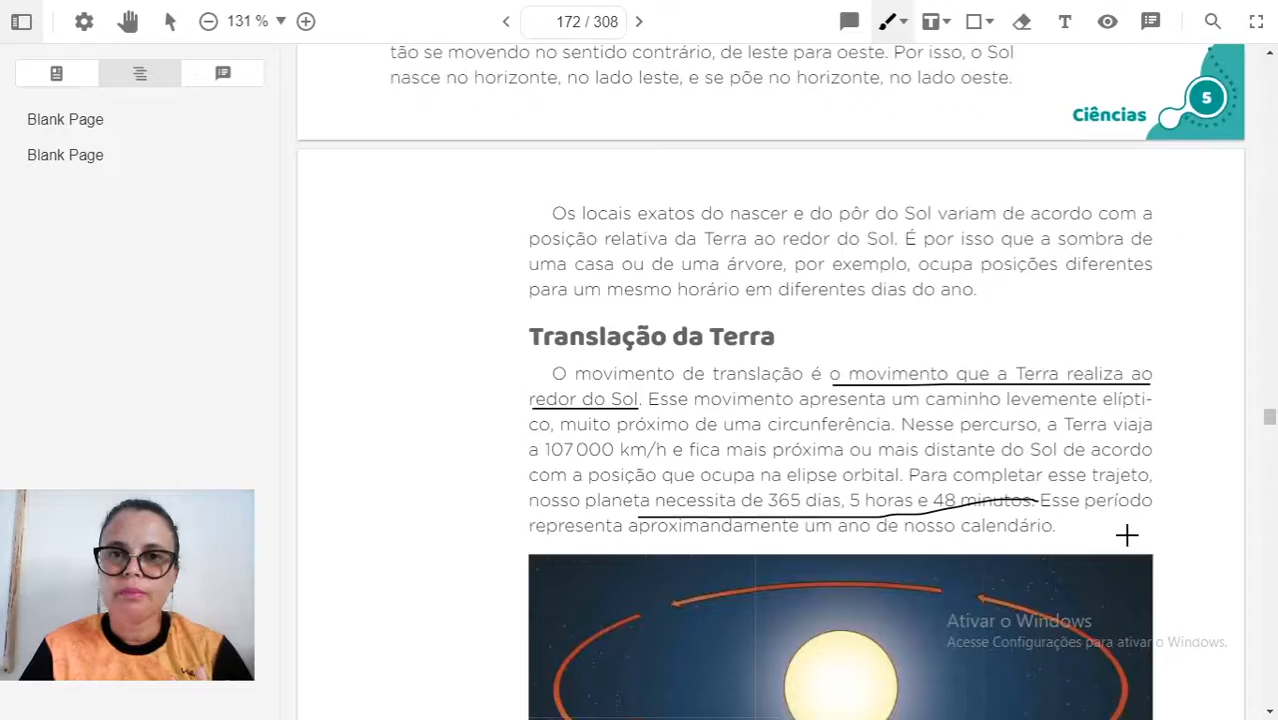 131 %
172 / 308
Blank Page
Blank Page
tão se movendo no sentido contrário, de leste para oeste. Por isso, o Sol
nasce no horizonte, no lado leste, e se põe no horizonte, no lado oeste.
Ciências 5
Os locais exatos do nascer e do pôr do Sol variam de acordo com a
posição relativa da Terra ao redor do Sol. É por isso que a sombra de
uma casa ou de uma árvore, por exemplo, ocupa posições diferentes
para um mesmo horário em diferentes dias do ano.
Translação da Terra
O movimento de translação é o movimento que a Terra realiza ao
redor do Sol. Esse movimento apresenta um caminho levemente elípti-
co, muito próximo de uma circunferência. Nesse percurso, a Terra viaja
a 107 000 km/h e fica mais próxima ou mais distante do Sol de acordo
com a posição que ocupa na elipse orbital. Para completar esse trajeto,
nosso planeta necessita de 365 dias, 5 horas e 48 minutos. Esse período
representa aproximandamente um ano de nosso calendário.
Ativar o Windows
Acesse Configurações para ativar o Windows.